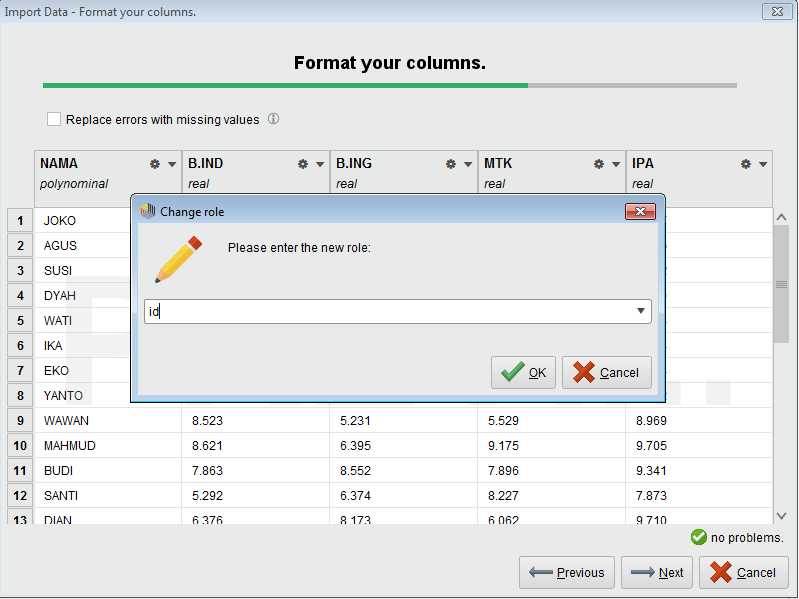 Import Data - Format your columns.
Format your columns.
Replace errors with missing values
NAMA B.IND B.ING MTK IPA
polynominal real real real real
Change role
Please enter the new role:
id
OK Cancel
1 JOKO
2 AGUS
3 SUSI
4 DYAH
5 WATI
6 IKA
7 EKO
8 YANTO
9 WAWAN 8.523 5.231 5.529 8.969
10 MAHMUD 8.621 6.395 9.175 9.705
11 BUDI 7.863 8.552 7.896 9.341
12 SANTI 5.292 6.374 8.227 7.873
13 DIAN 6.376 8.173 6.062 9.710
no problems.
Previous Next Cancel